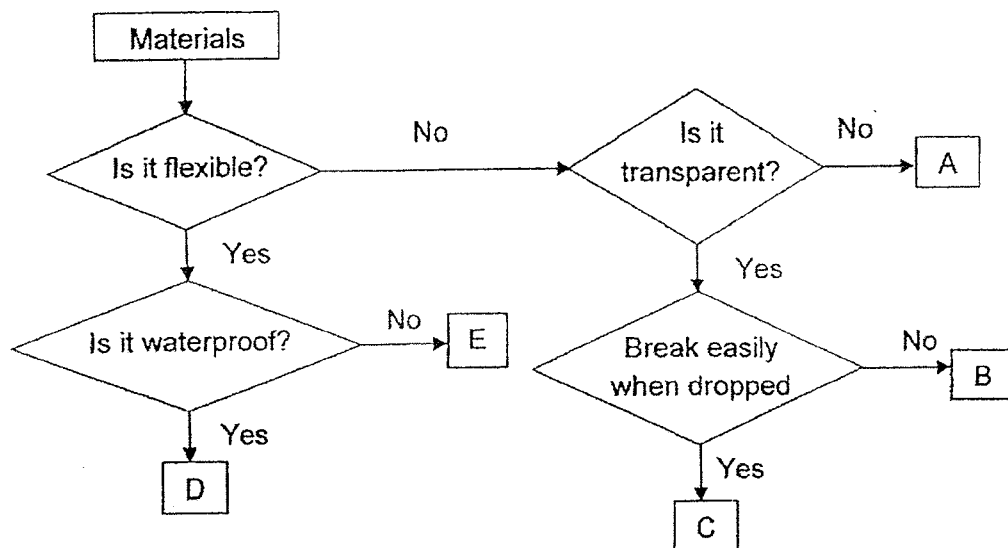 Materials
Is it flexible?
No
Is it
transparent?
No
A
Yes
Yes
Is it waterproof?
No
E
Break easily
when dropped
No
B
Yes
D
Yes
C